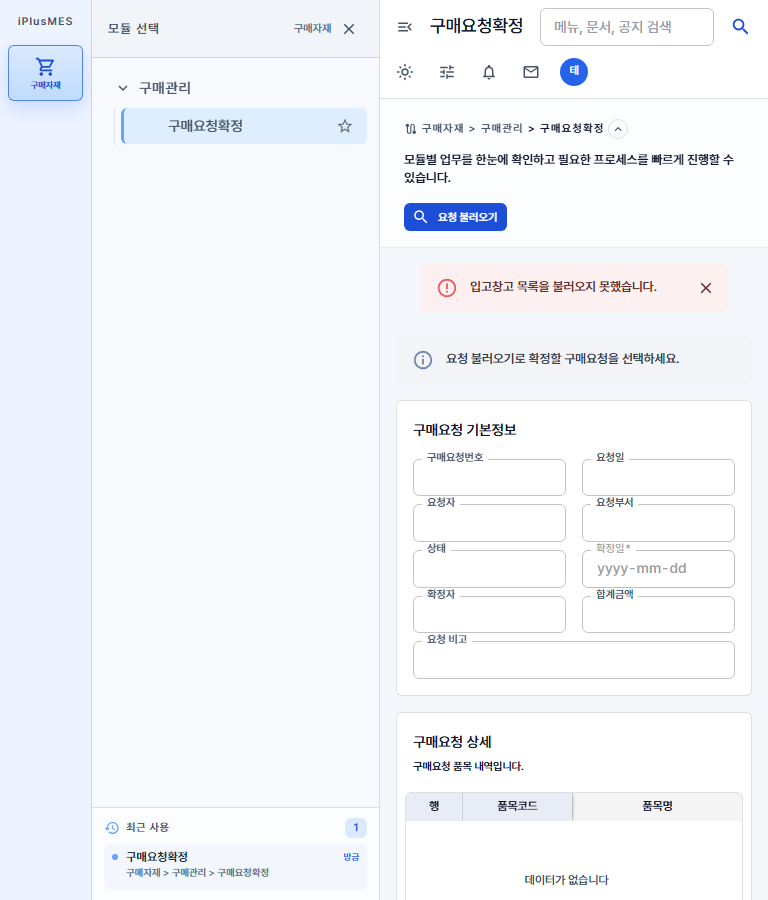 iPlusMES
구매자재
모듈 선택
구매자재
구매관리
구매요청확정
최근 사용
1
구매요청확정
방금
구매자재 > 구매관리 > 구매요청확정
구매요청확정
메뉴, 문서, 공지 검색
테
구매자재 > 구매관리 > 구매요청확정
모듈별 업무를 한눈에 확인하고 필요한 프로세스를 빠르게 진행할 수
있습니다.
요청 불러오기
입고창고 목록을 불러오지 못했습니다.
요청 불러오기로 확정할 구매요청을 선택하세요.
구매요청 기본정보
구매요청번호
요청일
요청자
요청부서
상태
확정일 *
yyyy-mm-dd
확정자
합계금액
요청 비고
구매요청 상세
구매요청 품목 내역입니다.
행
품목코드
품목명
데이터가 없습니다